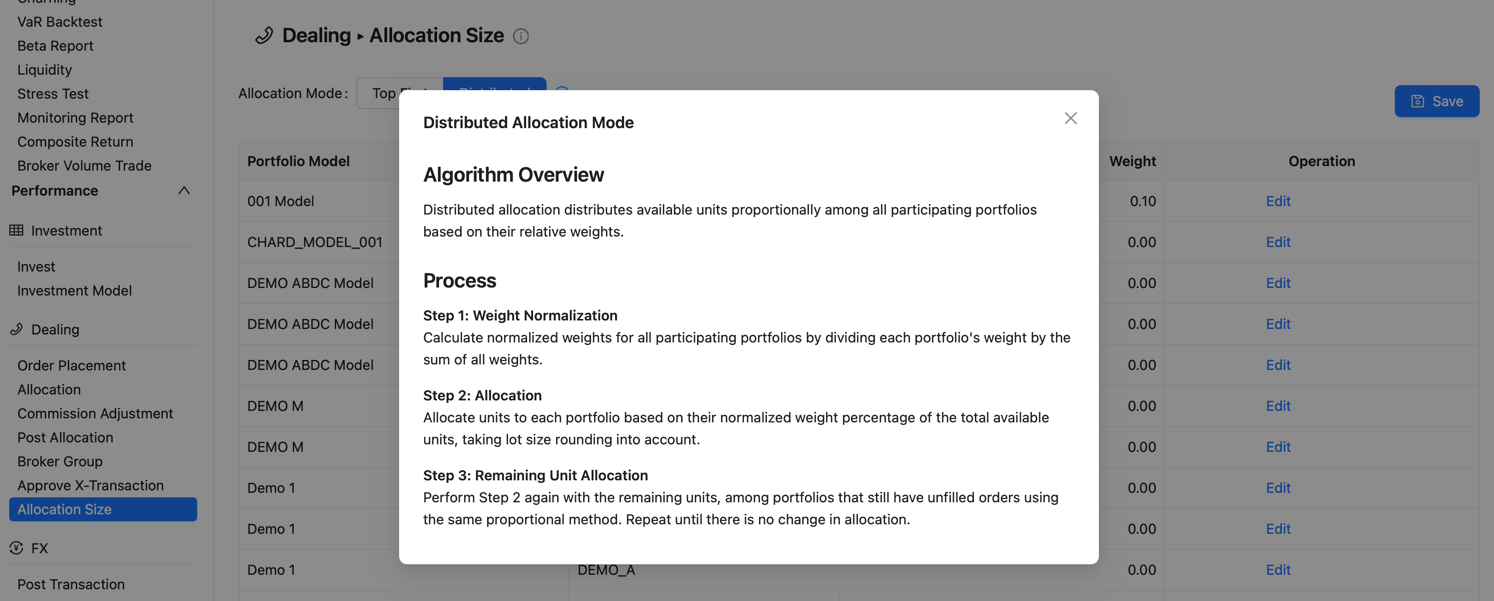 Churning
VaR Backtest
Beta Report
Liquidity
Stress Test
Monitoring Report
Composite Return
Broker Volume Trade
Performance
Investment
Invest
Investment Model
Dealing
Order Placement
Allocation
Commission Adjustment
Post Allocation
Broker Group
Approve X-Transaction
Allocation Size
FX
Post Transaction
Dealing ▸ Allocation Size
Allocation Mode: Top First Distributed
Save
Portfolio Model Weight Operation
001 Model 0.10 Edit
CHARD_MODEL_001 0.00 Edit
DEMO ABDC Model 0.00 Edit
DEMO ABDC Model 0.00 Edit
DEMO ABDC Model 0.00 Edit
DEMO M 0.00 Edit
DEMO M 0.00 Edit
Demo 1 0.00 Edit
Demo 1 0.00 Edit
Demo 1 DEMO_A 0.00 Edit
Distributed Allocation Mode
Algorithm Overview
Distributed allocation distributes available units proportionally among all participating portfolios
based on their relative weights.
Process
Step 1: Weight Normalization
Calculate normalized weights for all participating portfolios by dividing each portfolio's weight by the
sum of all weights.
Step 2: Allocation
Allocate units to each portfolio based on their normalized weight percentage of the total available
units, taking lot size rounding into account.
Step 3: Remaining Unit Allocation
Perform Step 2 again with the remaining units, among portfolios that still have unfilled orders using
the same proportional method. Repeat until there is no change in allocation.